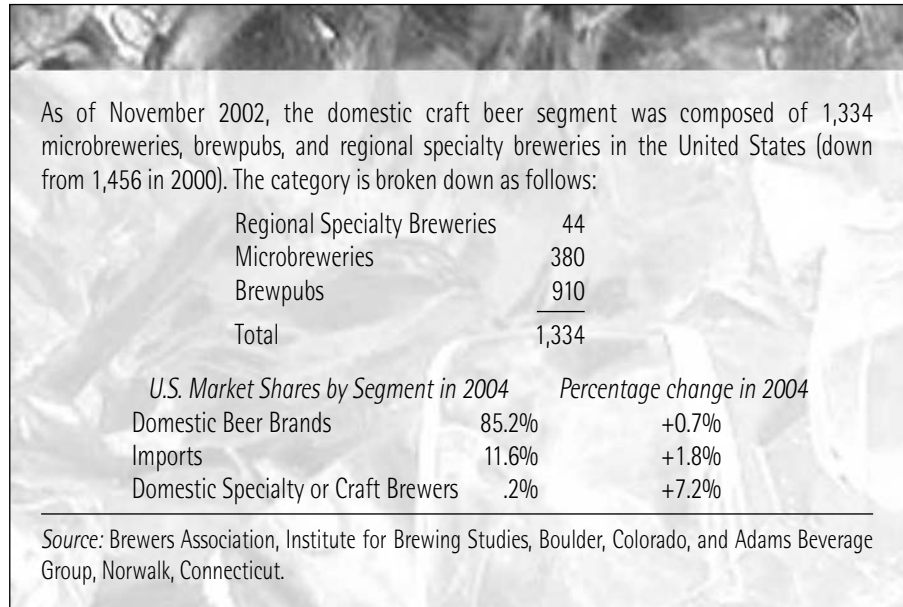 As of November 2002, the domestic craft beer segment was composed of 1,334
microbreweries, brewpubs, and regional specialty breweries in the United States (down
from 1,456 in 2000). The category is broken down as follows:
Regional Specialty Breweries 44
Microbreweries 380
Brewpubs 910
Total 1,334
U.S. Market Shares by Segment in 2004 Percentage change in 2004
Domestic Beer Brands 85.2% +0.7%
Imports 11.6% +1.8%
Domestic Specialty or Craft Brewers .2% +7.2%
Source: Brewers Association, Institute for Brewing Studies, Boulder, Colorado, and Adams Beverage
Group, Norwalk, Connecticut.